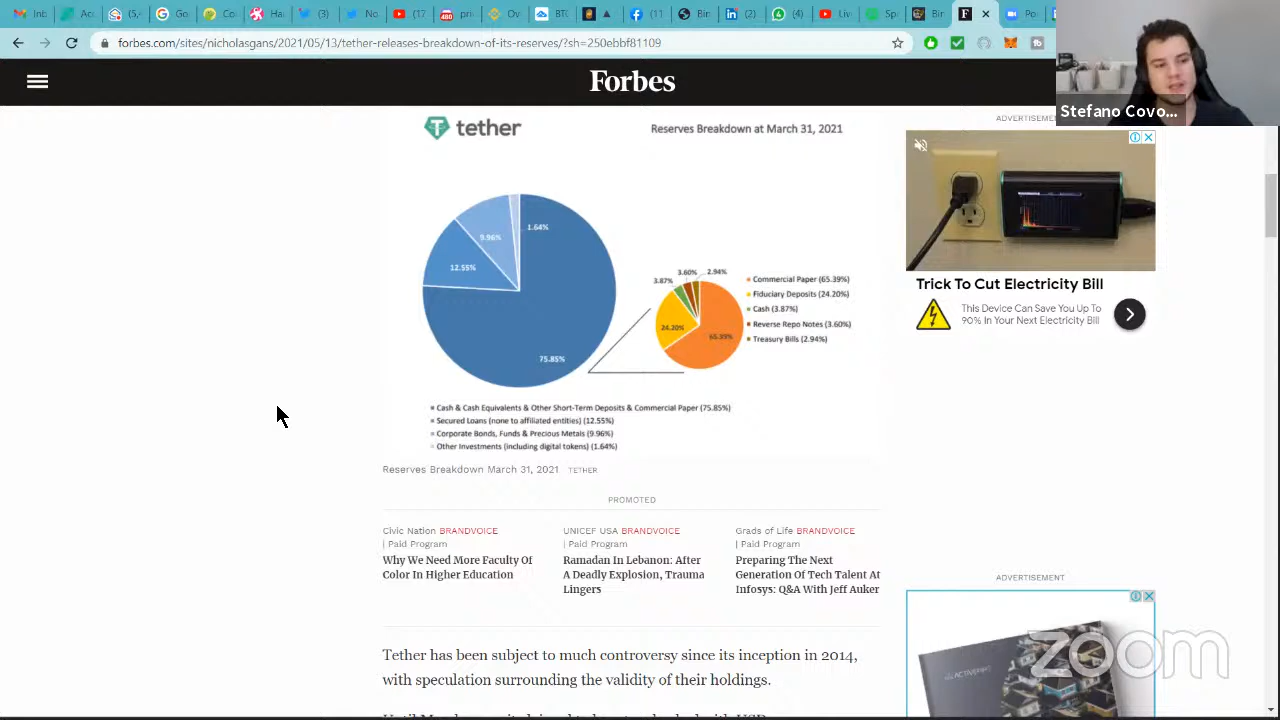 forbes.com/sites/nicholasgans/2021/05/13/tether-releases-breakdown-of-its-reserves/?sh=250ebbf81109
Forbes
Stefano Covo...
tether
Reserves Breakdown at March 31, 2021
1.64%
9.96%
12.55%
75.85%
3.87%
3.60%
2.94%
24.20%
65.39%
Commercial Paper (65.39%)
Fiduciary Deposits (24.20%)
Cash (3.87%)
Reverse Repo Notes (3.60%)
Treasury Bills (2.94%)
Cash & Cash Equivalents & Other Short-Term Deposits & Commercial Paper (75.85%)
Secured Loans (none to affiliated entities) (12.55%)
Corporate Bonds, Funds & Precious Metals (9.96%)
Other Investments (including digital tokens) (1.64%)
Reserves Breakdown March 31, 2021 TETHER
PROMOTED
Civic Nation BRANDVOICE
| Paid Program
Why We Need More Faculty Of
Color In Higher Education
UNICEF USA BRANDVOICE
| Paid Program
Ramadan In Lebanon: After
A Deadly Explosion, Trauma
Lingers
Grads of Life BRANDVOICE
| Paid Program
Preparing The Next
Generation Of Tech Talent At
Infosys: Q&A With Jeff Auker
Tether has been subject to much controversy since its inception in 2014,
with speculation surrounding the validity of their holdings.
ADVERTISEMENT
Trick To Cut Electricity Bill
This Device Can Save You Up To
90% In Your Next Electricity Bill
ADVERTISEMENT
zoom